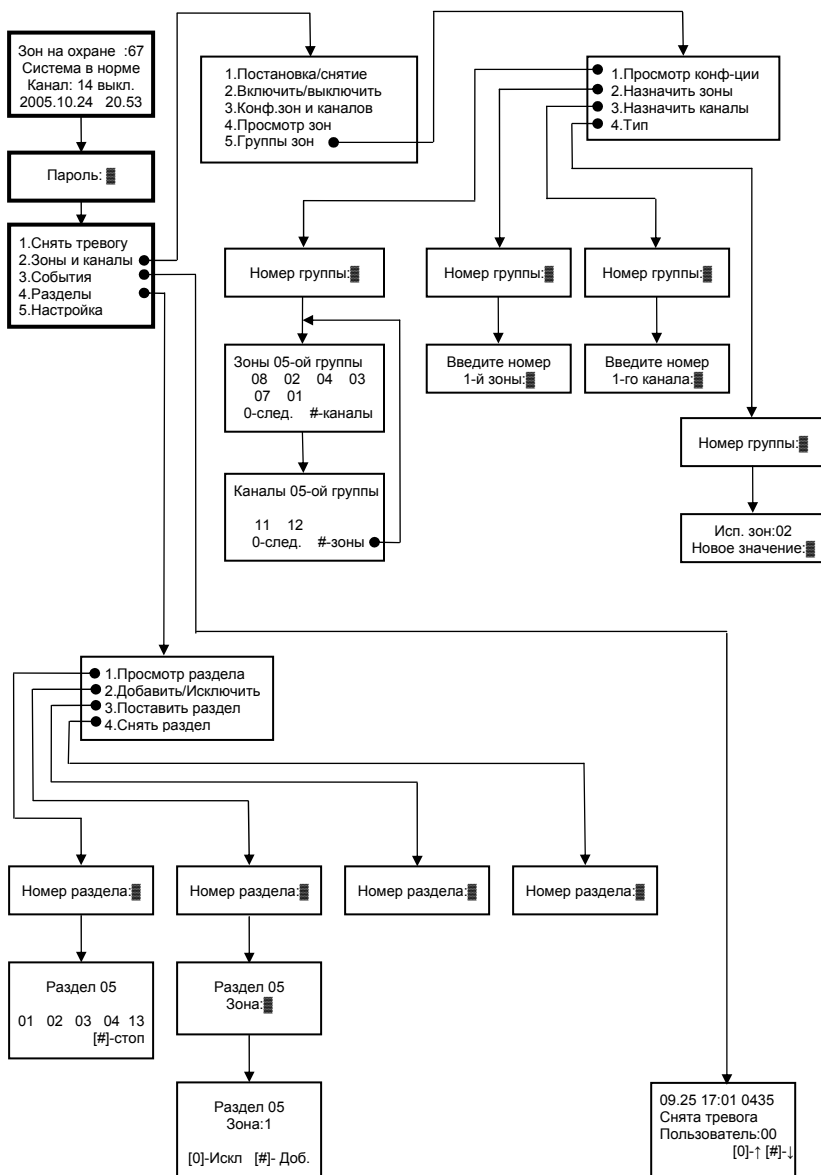 Зон на охране :67
Система в норме
Канал: 14 выкл.
2005.10.24 20.53
Пароль:
1.Снять тревогу
2.Зоны и каналы
3.События
4.Разделы
5.Настройка
1.Постановка/снятие
2.Включить/выключить
3.Конф.зон и каналов
4.Просмотр зон
5.Группы зон
1.Просмотр конф-ции
2.Назначить зоны
3.Назначить каналы
4.Тип
Номер группы:
Зоны 05-ой группы
08 02 04 03
07 01
0-след. #-каналы
Каналы 05-ой группы
11 12
0-след. #-зоны
Номер группы:
Введите номер
1-й зоны:
Номер группы:
Введите номер
1-го канала:
Номер группы:
Исп. зон:02
Новое значение:
1.Просмотр раздела
2.Добавить/Исключить
3.Поставить раздел
4.Снять раздел
Номер раздела:
Раздел 05
01 02 03 04 13
[#]-стоп
Номер раздела:
Раздел 05
Зона:
Раздел 05
Зона:1
[0]-Искл [#]- Доб.
Номер раздела:
Номер раздела:
09.25 17:01 0435
Снята тревога
Пользователь:00
[0]-↑ [#]-↓